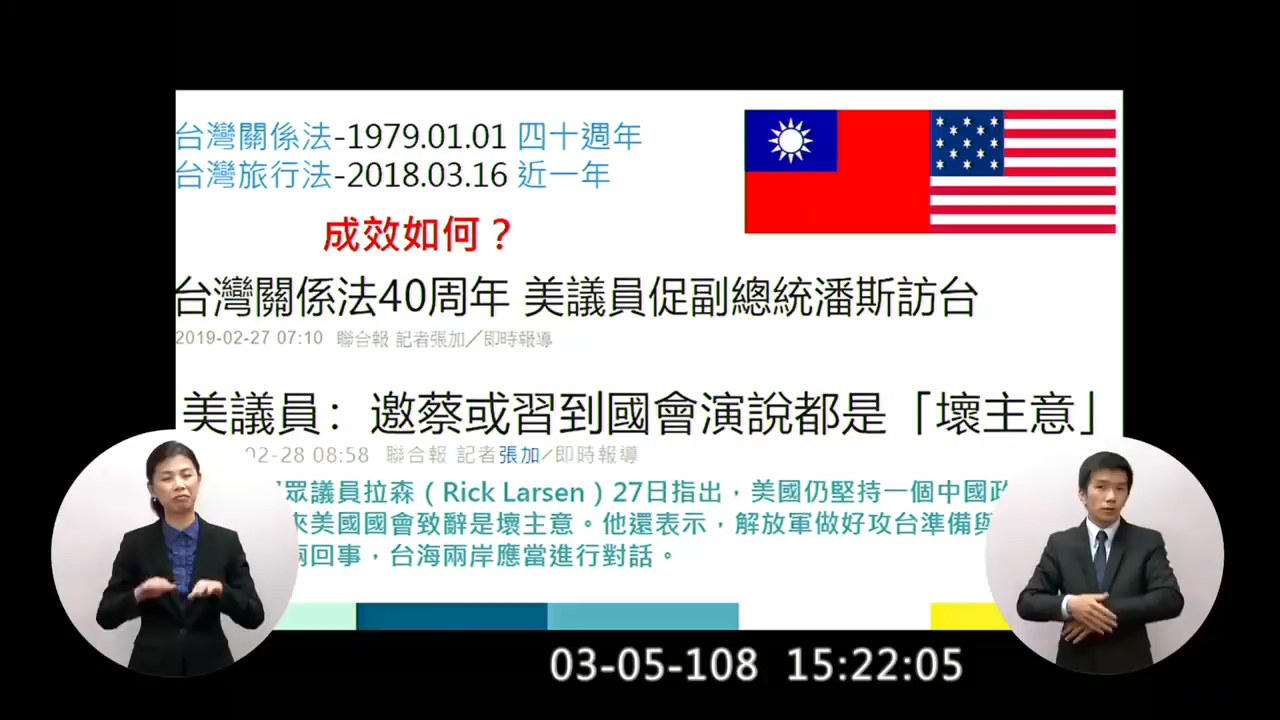 台灣關係法-1979.01.01 四十週年
台灣旅行法-2018.03.16 近一年
成效如何？
台灣關係法40周年 美議員促副總統潘斯訪台
2019-02-27 07:10 聯合報 記者張加／即時報導
美議員：邀蔡或習到國會演說都是「壞主意」
02-28 08:58 聯合報 記者張加／即時報導
眾議員拉森（Rick Larsen）27日指出，美國仍堅持一個中國政
來美國國會致辭是壞主意。他還表示，解放軍做好攻台準備與
兩回事，台海兩岸應當進行對話。
03-05-108 15:22:05